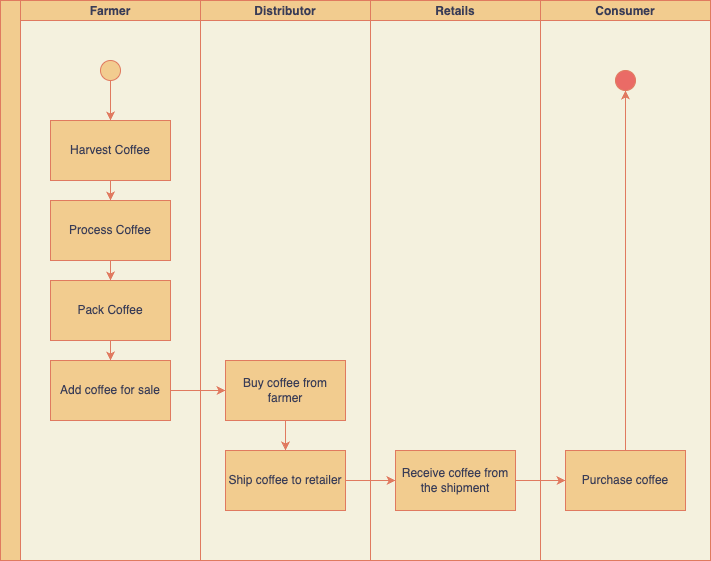 Farmer
Distributor
Retails
Consumer
Harvest Coffee
Process Coffee
Pack Coffee
Add coffee for sale
Buy coffee from
farmer
Ship coffee to retailer
Receive coffee from
the shipment
Purchase coffee